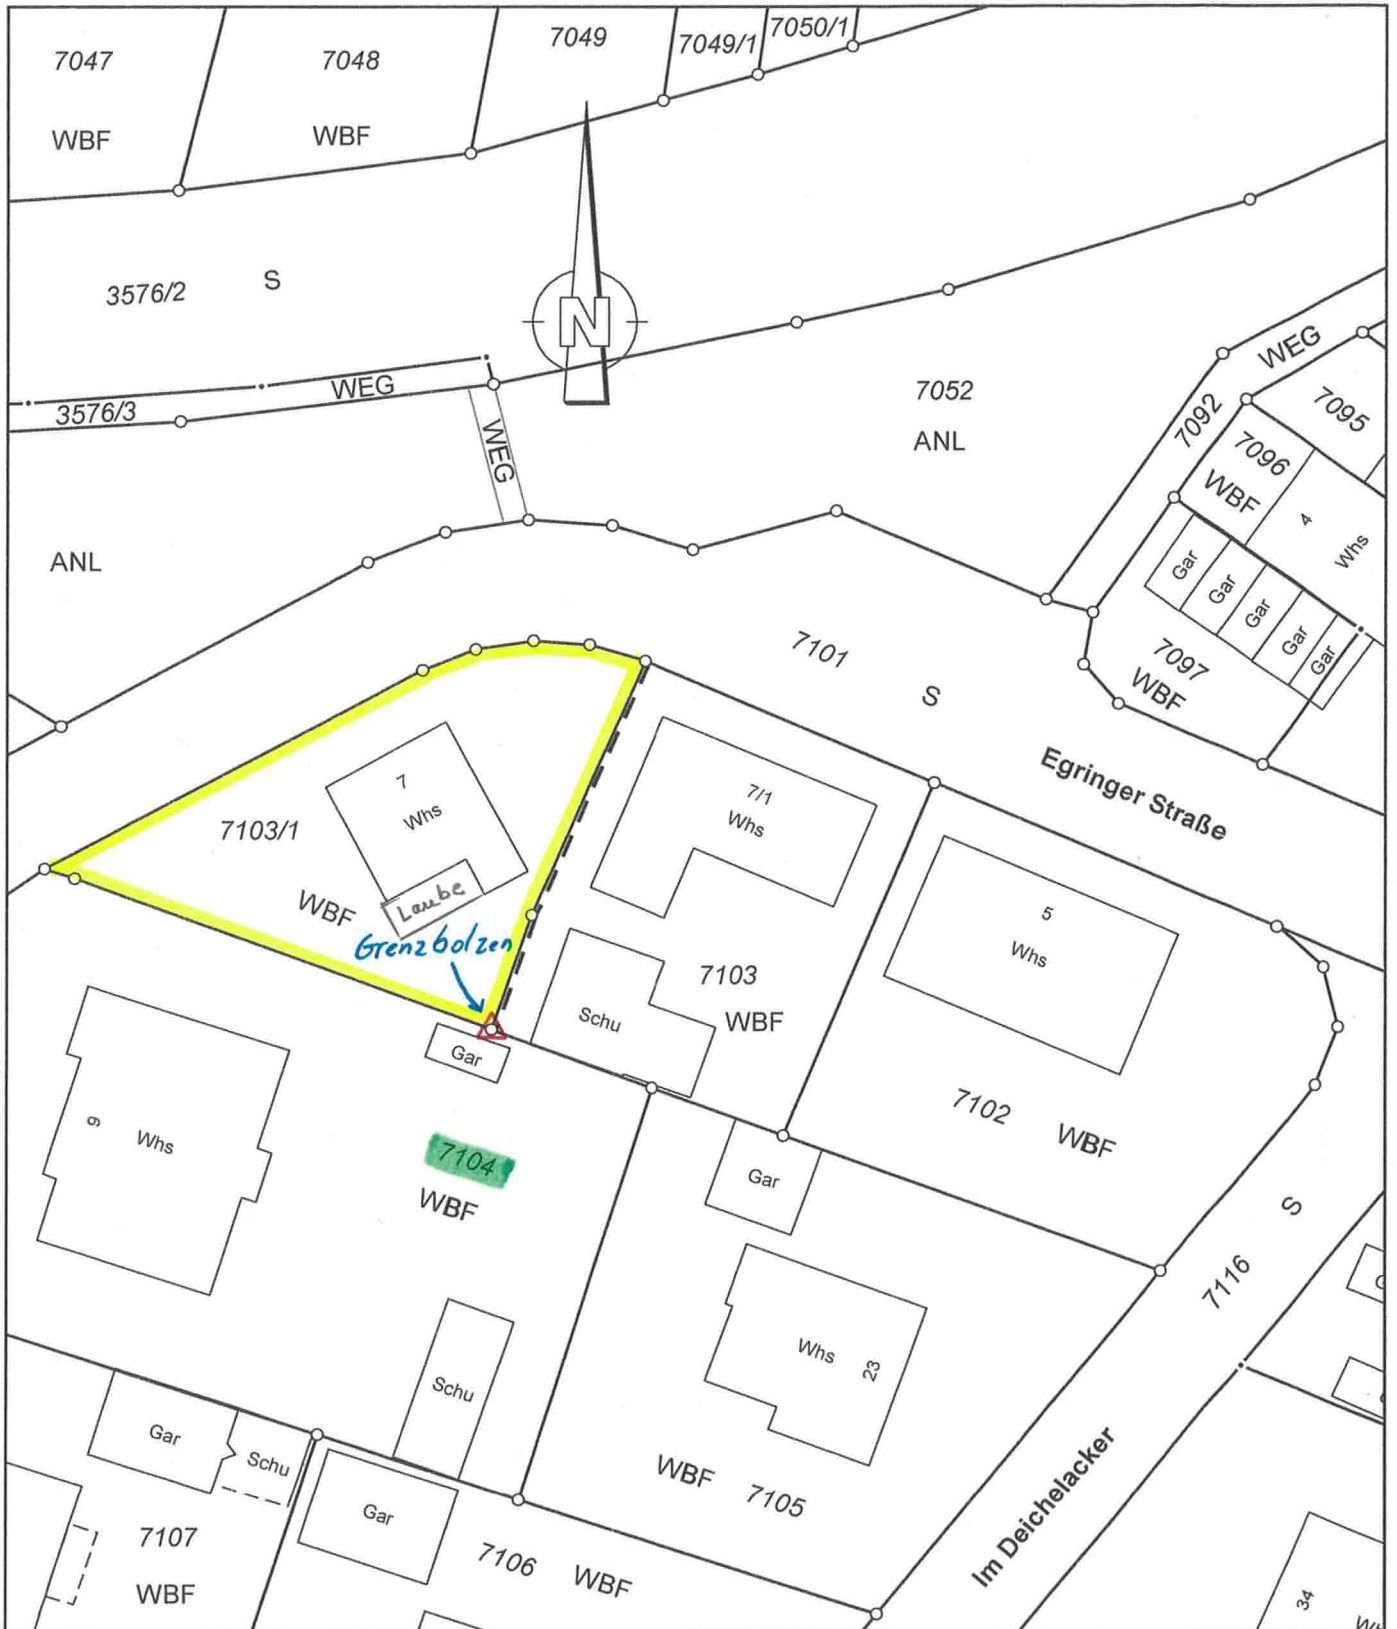 7047
7048
7049
7049/1
7050/1
WBF
WBF
3576/2
S
N
WEG
3576/3
WEG
7052
ANL
WEG
7092
7095
7096
WBF
4
Whs
Gar
Gar
Gar
Gar
Gar
7097
WBF
ANL
7101
S
Egringer Straße
7
Whs
7103/1
WBF
Laube
Grenzbolzen
7/1
Whs
7103
WBF
Schu
5
Whs
7102
WBF
Gar
9
Whs
7104
WBF
Gar
S
7116
Whs
23
Schu
WBF
7105
Im Deichelacker
Gar
Schu
Gar
7107
WBF
7106
WBF
34